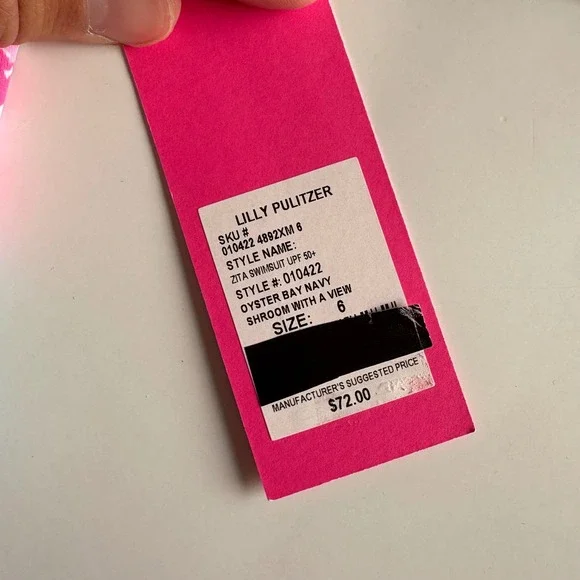 LILLY PULITZER
SKU #
010422 4892XM 6
STYLE NAME:
ZITA SWIMSUIT UPF 50+
STYLE #: 010422
OYSTER BAY NAVY
SHROOM WITH A VIEW
SIZE: 6
MANUFACTURER'S SUGGESTED PRICE
$72.00